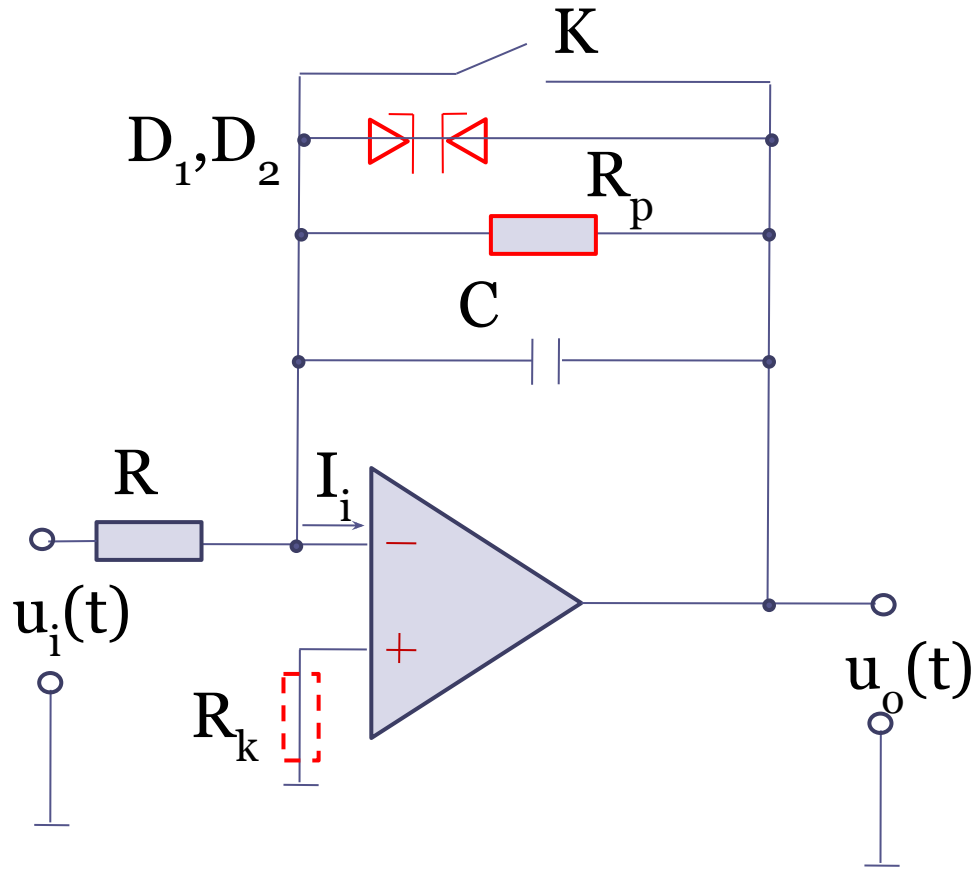 K
D₁,D₂
Rₚ
C
R
Iᵢ
−
uᵢ(t)
+
uₒ(t)
Rₖ